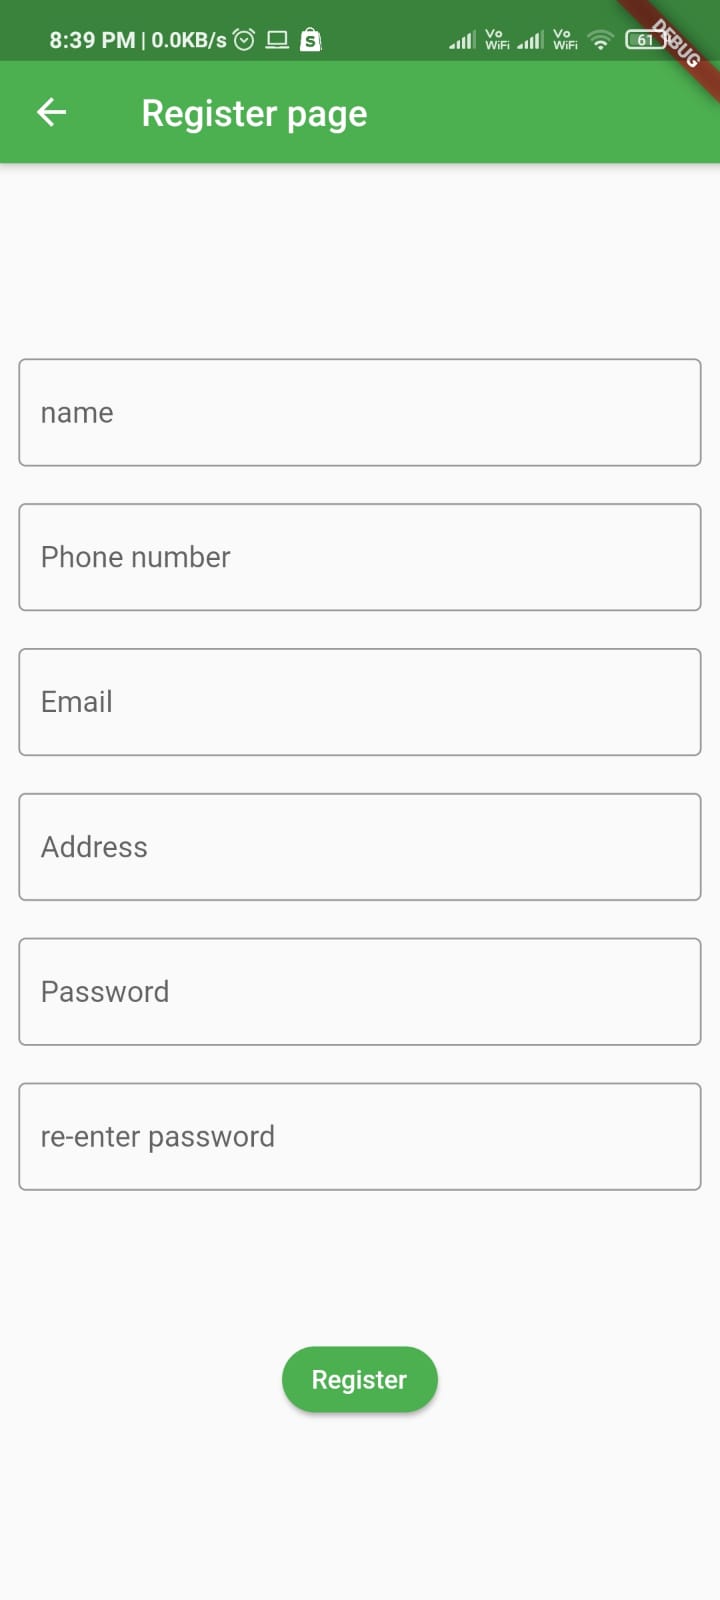 8:39 PM | 0.0KB/s S Vo WiFi Vo WiFi 61
DEBUG
Register page
name
Phone number
Email
Address
Password
re-enter password
Register